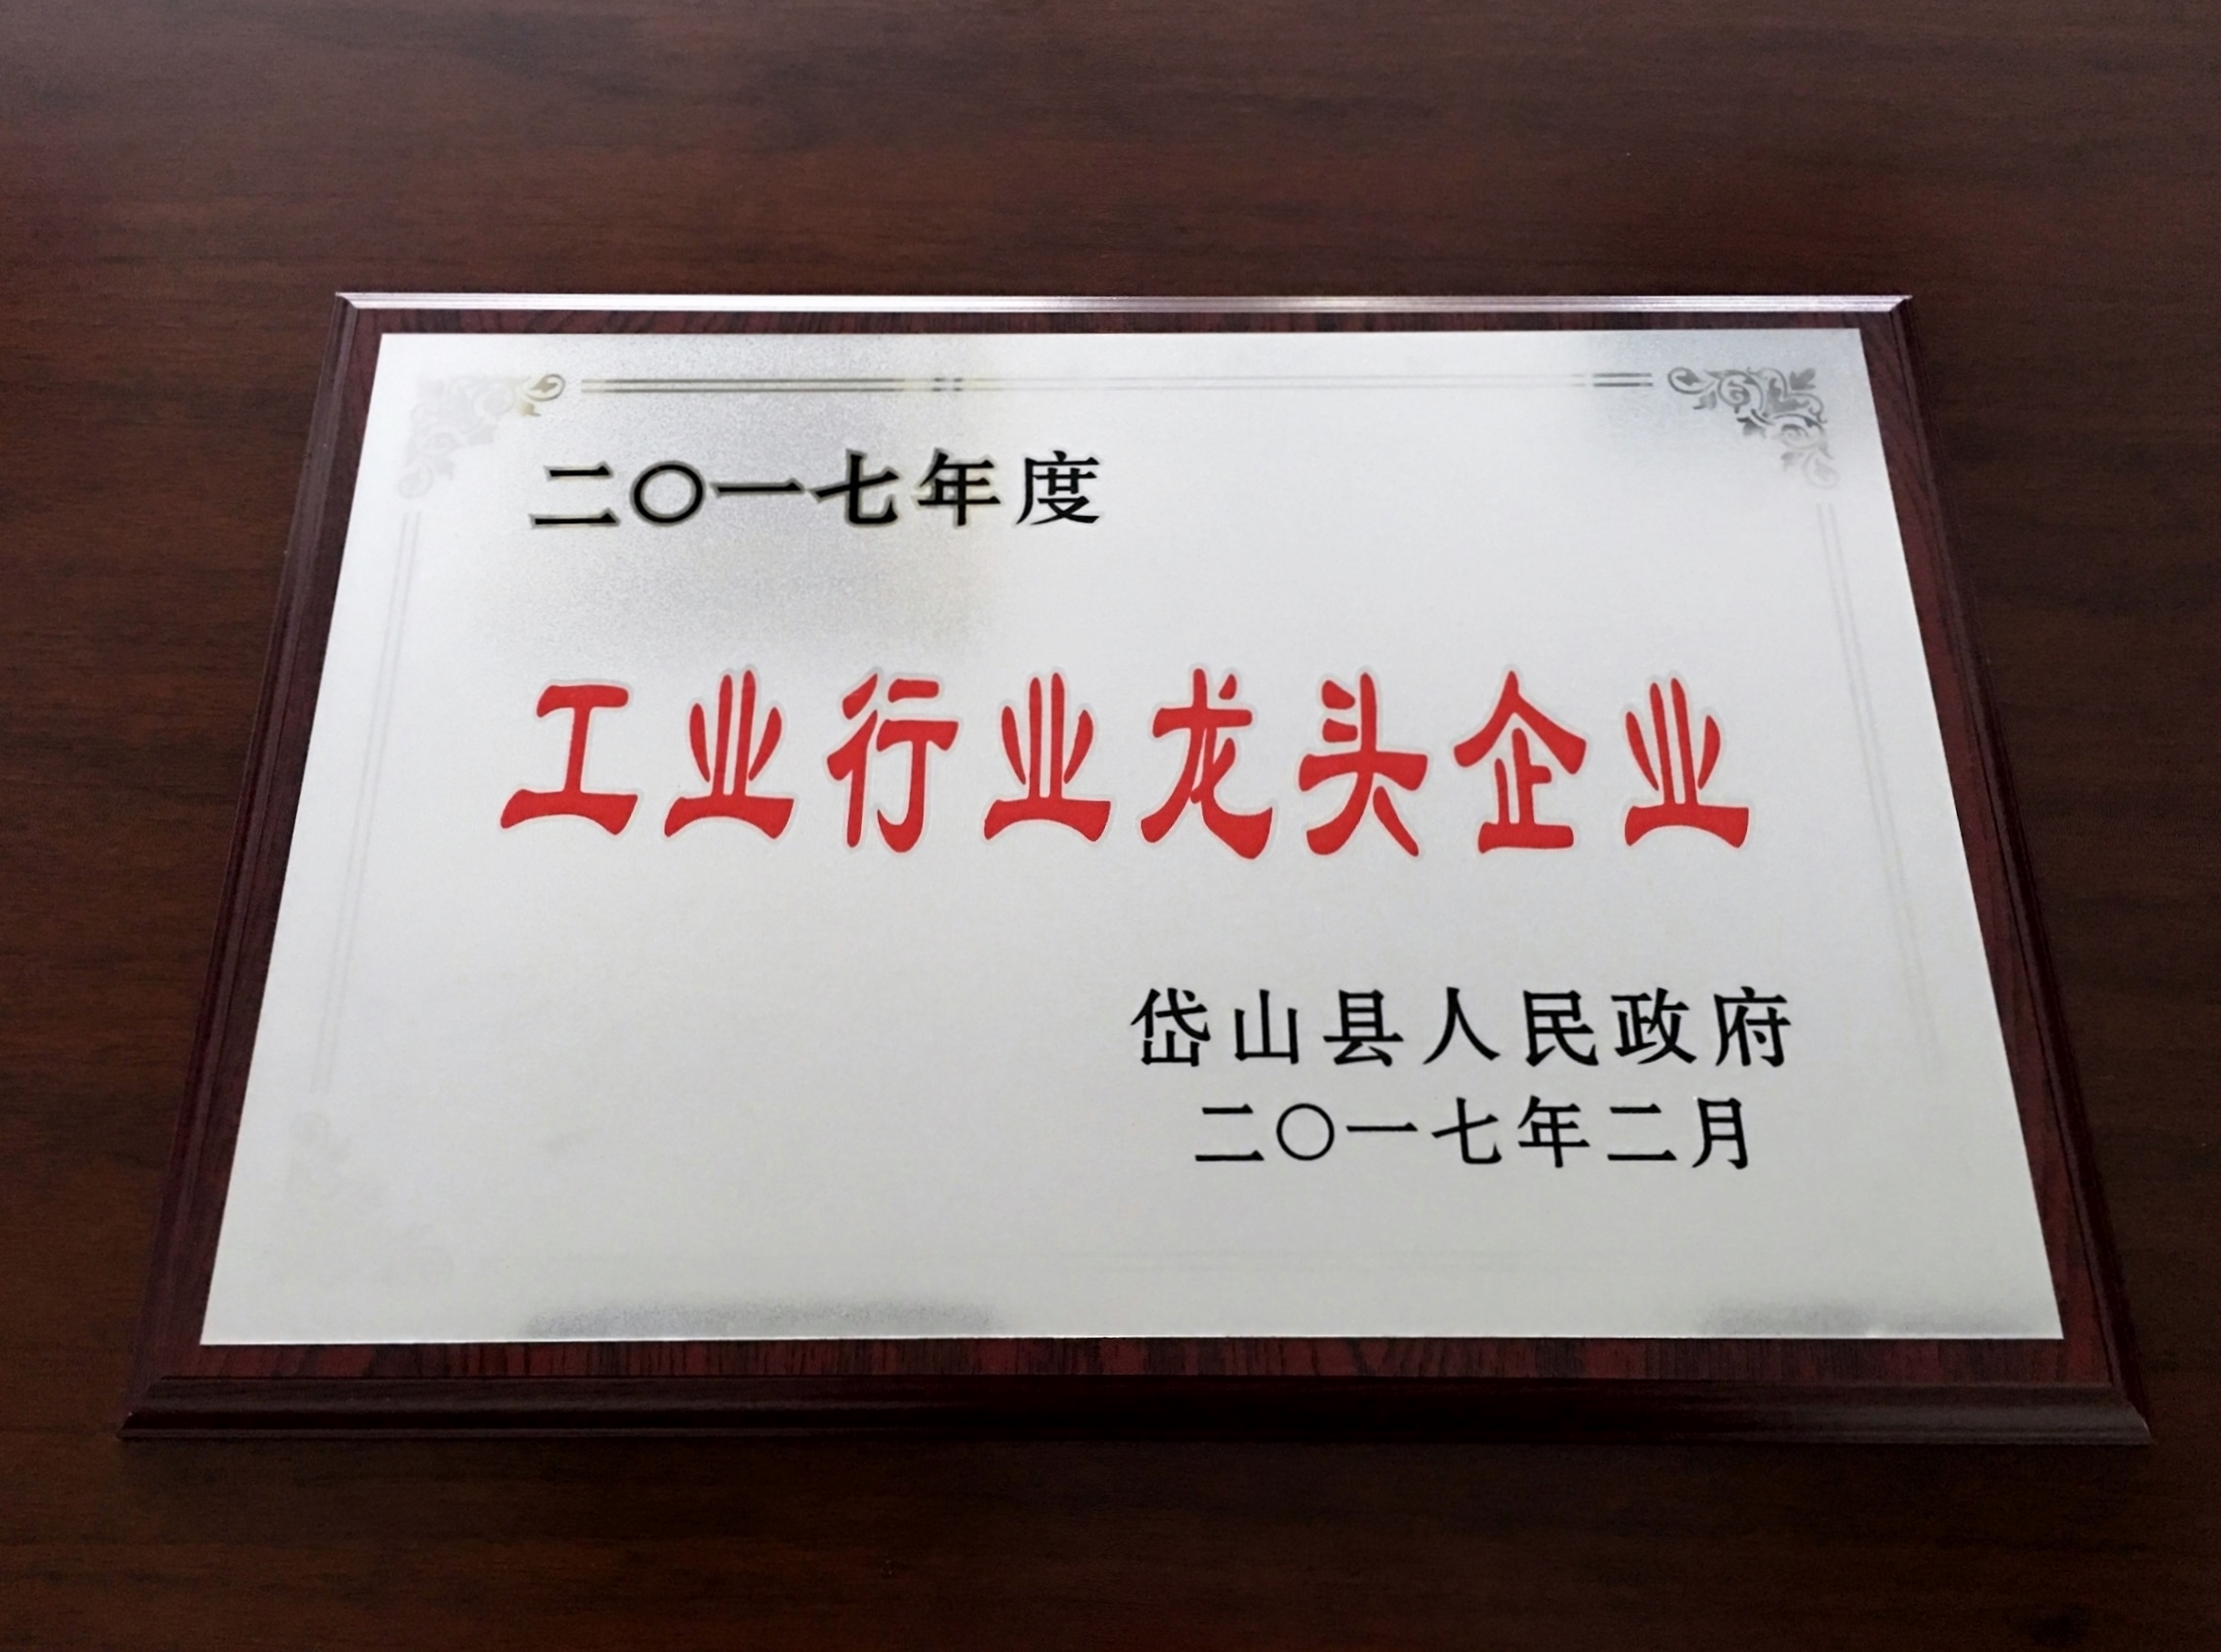 二〇一七年度
工业行业龙头企业
岱山县人民政府
二〇一七年二月